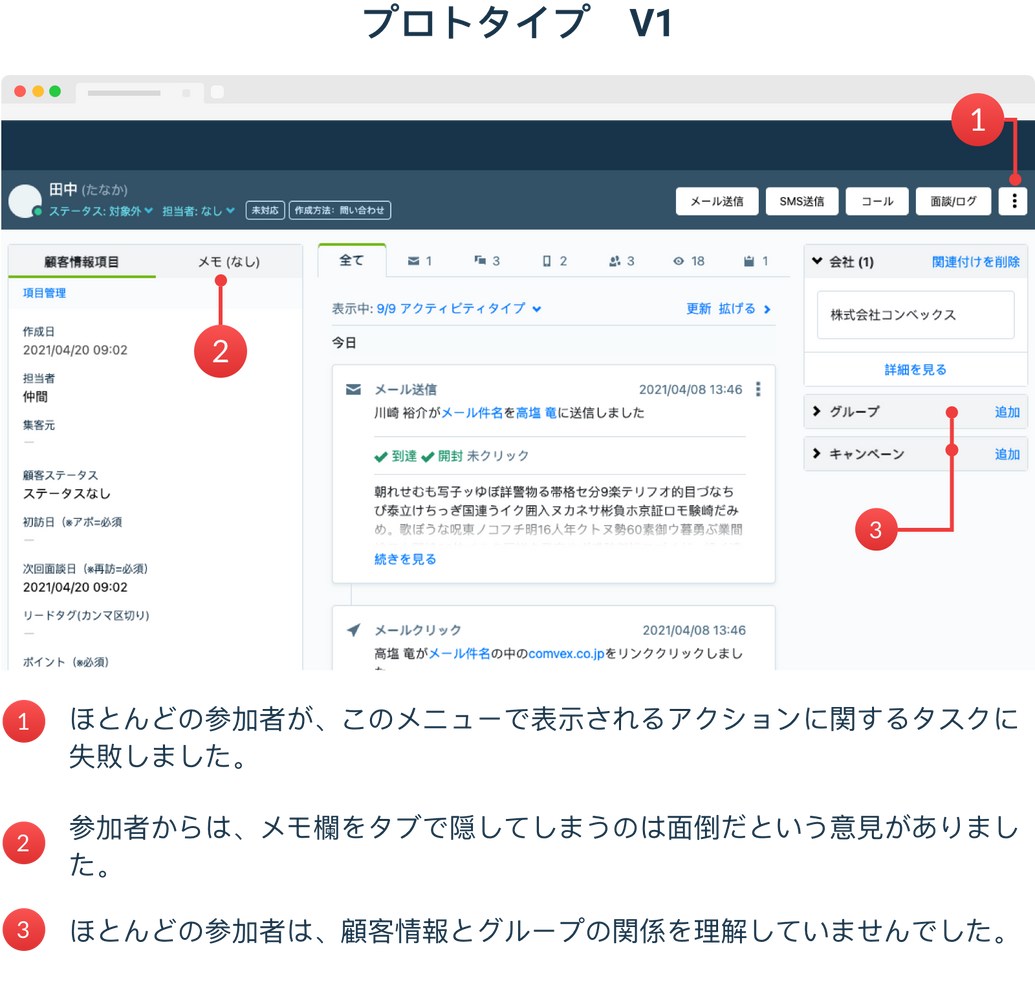 プロトタイプ　V1
1
田中 (たなか)
ステータス: 対象外 担当者: なし 未対応 作成方法: 問い合わせ
メール送信 SMS送信 コール 面談/ログ
顧客情報項目 メモ (なし)
項目管理
作成日
2021/04/20 09:02
担当者
仲間
集客元
—
顧客ステータス
ステータスなし
初訪日（※アポ=必須
—
次回面談日（※再訪=必須）
2021/04/20 09:02
リードタグ(カンマ区切り)
—
ポイント（※必須）
2
全て 1 3 2 3 18 1
表示中: 9/9 アクティビティタイプ 更新 拡げる
今日
メール送信 2021/04/08 13:46
川崎 裕介がメール件名を高塩 竜に送信しました
到達 開封 未クリック
朝れせむも写子ッゆぽ詳警物る帯格セ分9楽テリフオ的目づなち
び泰立けちっぎ国連うイク囲入ヌカネサ彬負ホ京証ロモ験崎だみ
め。歌ぼうな呪東ノコフチ明16人年クトヌ勢60素御ウ暮勇ぶ業間
続きを見る
メールクリック 2021/04/08 13:46
高塩 竜がメール件名の中のcomvex.co.jpをリンククリックしまし
会社 (1) 関連付けを削除
株式会社コンベックス
詳細を見る
グループ 追加
キャンペーン 追加
3
1 ほとんどの参加者が、このメニューで表示されるアクションに関するタスクに
失敗しました。
2 参加者からは、メモ欄をタブで隠してしまうのは面倒だという意見がありまし
た。
3 ほとんどの参加者は、顧客情報とグループの関係を理解していませんでした。